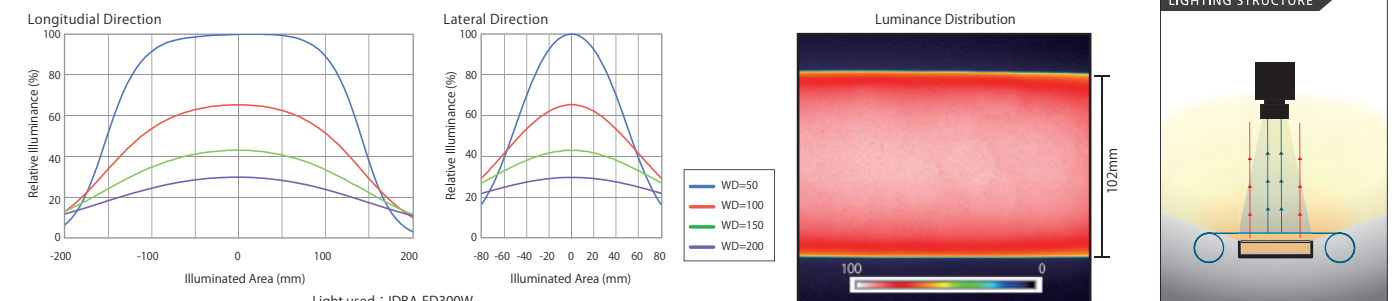 Longitudial Direction
100
80
60
40
20
0
Relative Illuminance (%)
-200
-100
0
100
200
Illuminated Area (mm)
Lateral Direction
100
80
60
40
20
0
Relative Illuminance (%)
-80 -60 -40 -20 0 20 40 60 80
Illuminated Area (mm)
WD=50
WD=100
WD=150
WD=200
Luminance Distribution
102mm
100
0
LIGHTING STRUCTURE